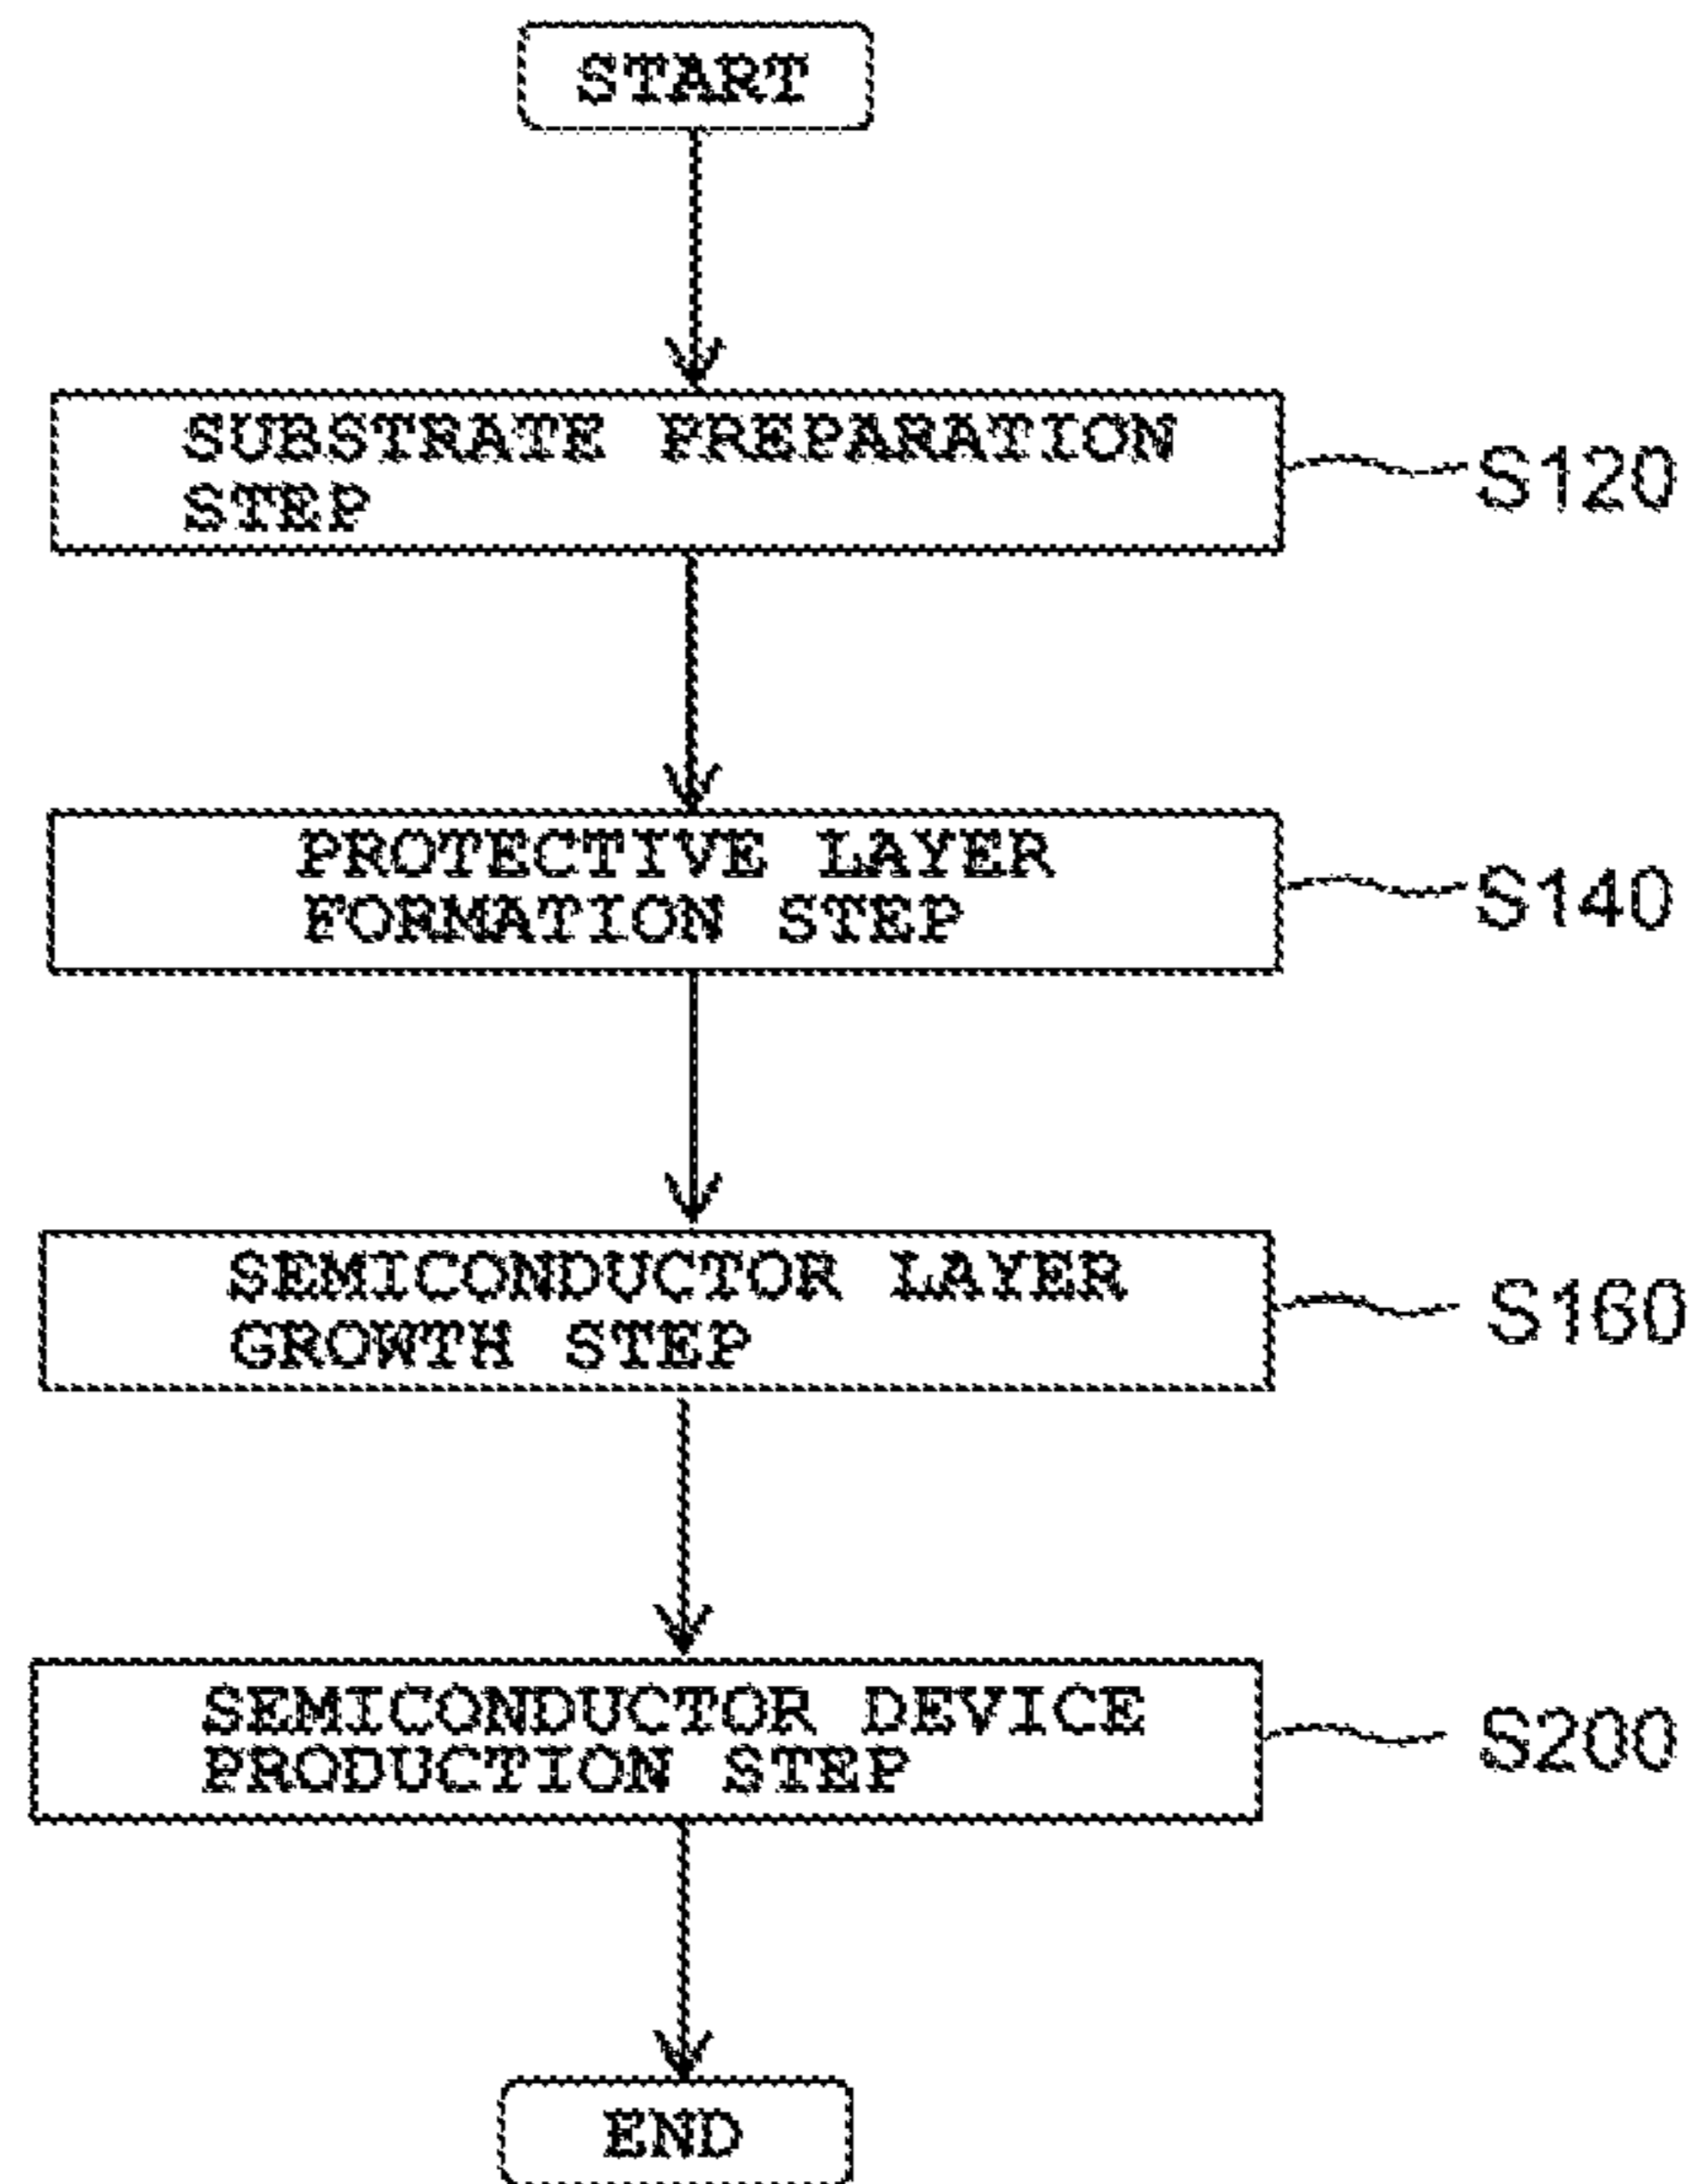 START
SUBSTRATE PREPARATION
STEP
S120
PROTECTIVE LAYER
FORMATION STEP
S140
SEMICONDUCTOR LAYER
GROWTH STEP
S160
SEMICONDUCTOR DEVICE
PRODUCTION STEP
S200
END